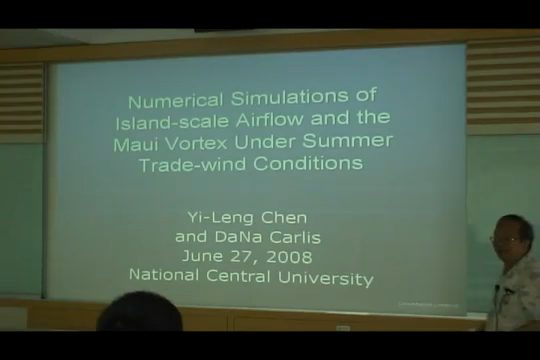 Numerical Simulations of
Island-scale Airflow and the
Maui Vortex Under Summer
Trade-wind Conditions
Yi-Leng Chen
and DaNa Carlis
June 27, 2008
National Central University